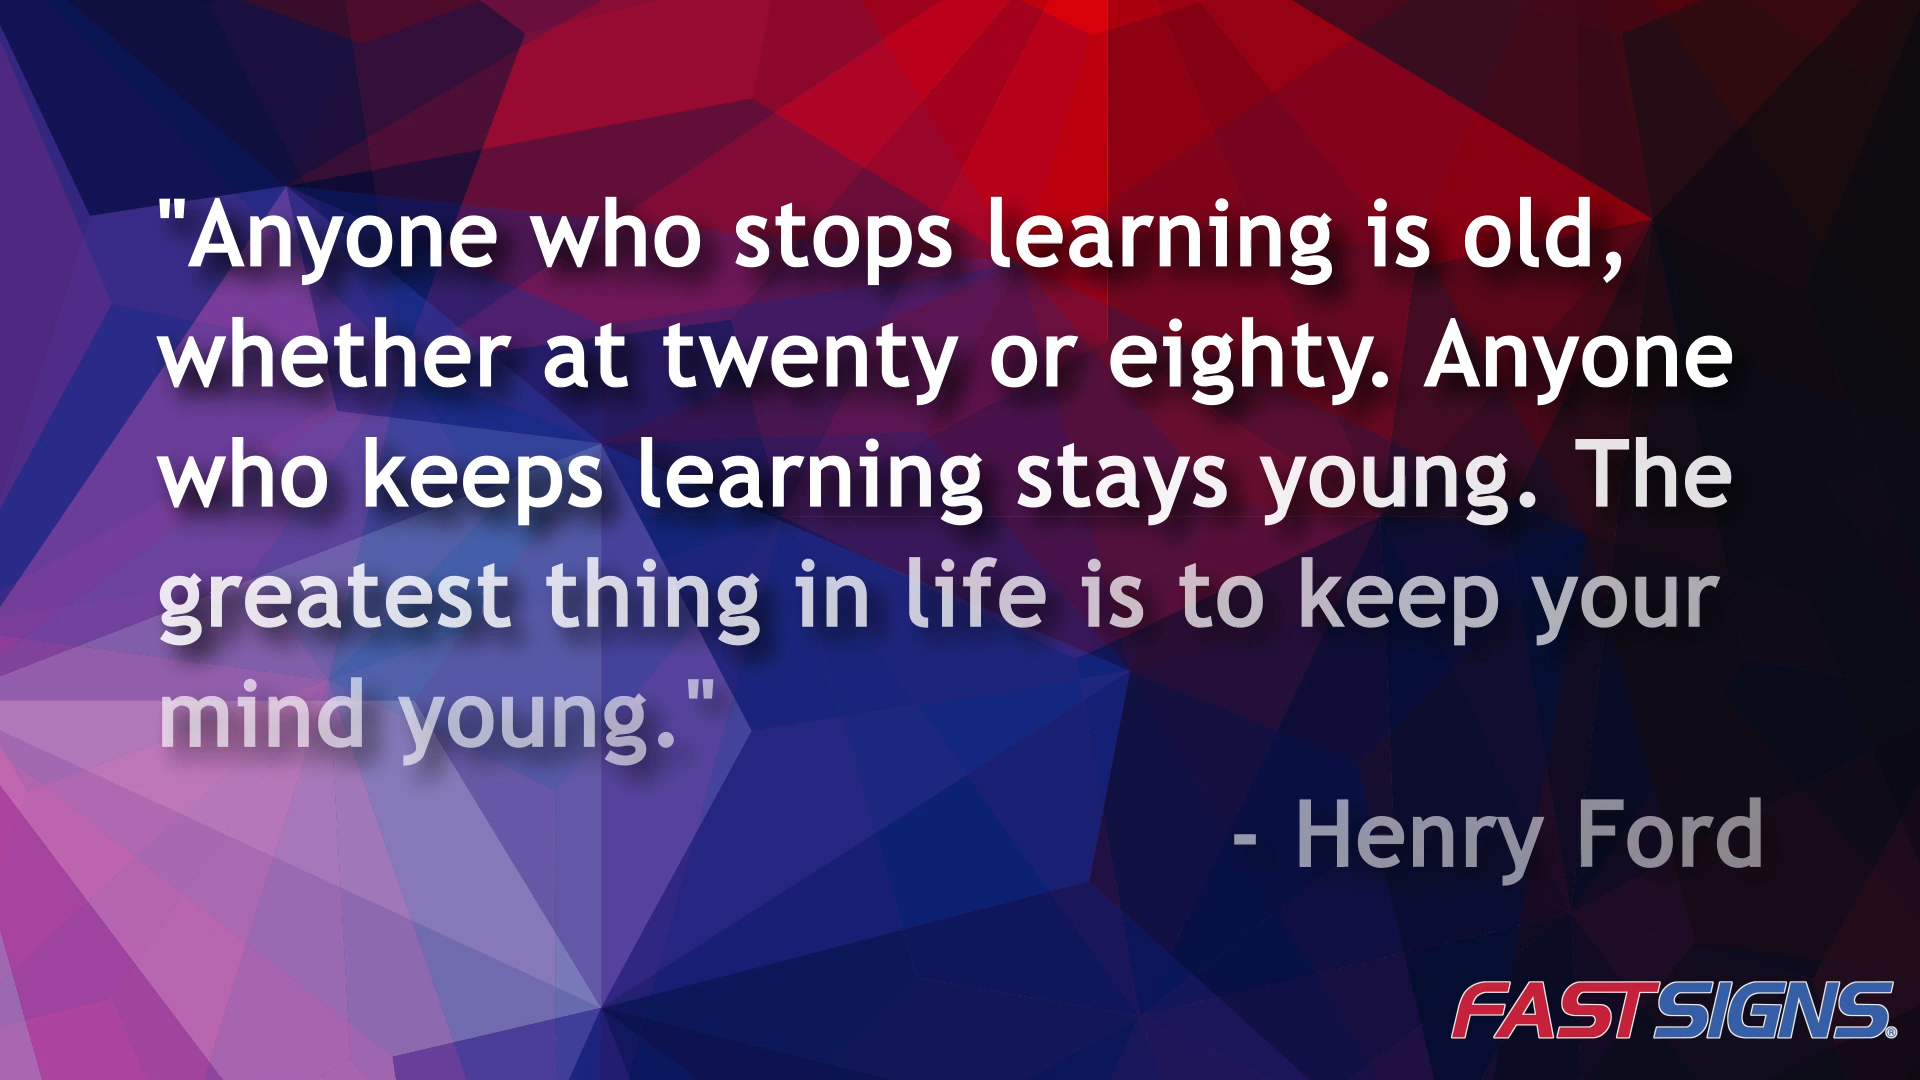 "Anyone who stops learning is old,
whether at twenty or eighty. Anyone
who keeps learning stays young. The
greatest thing in life is to keep your
mind young."
- Henry Ford
FASTSIGNS®